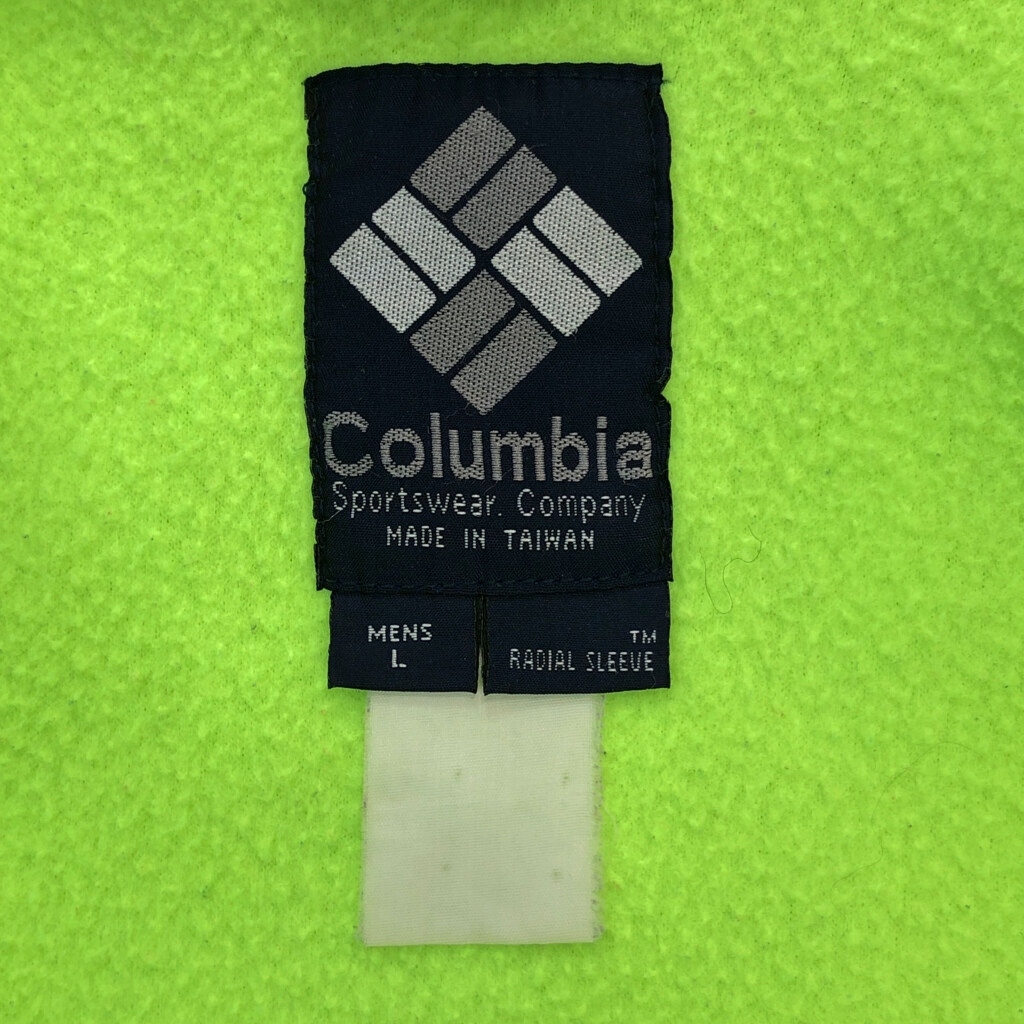 Columbia
Sportswear. Company
MADE IN TAIWAN
MENS
L
TM
RADIAL SLEEVE